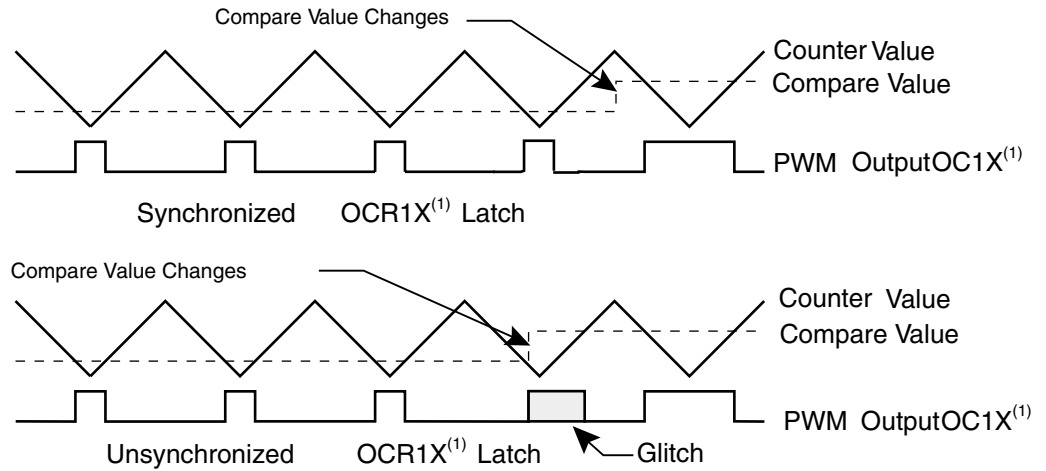 Compare Value Changes
Counter Value
Compare Value
PWM OutputOC1X(1)
Synchronized OCR1X(1) Latch
Compare Value Changes
Counter Value
Compare Value
PWM OutputOC1X(1)
Unsynchronized OCR1X(1) Latch Glitch